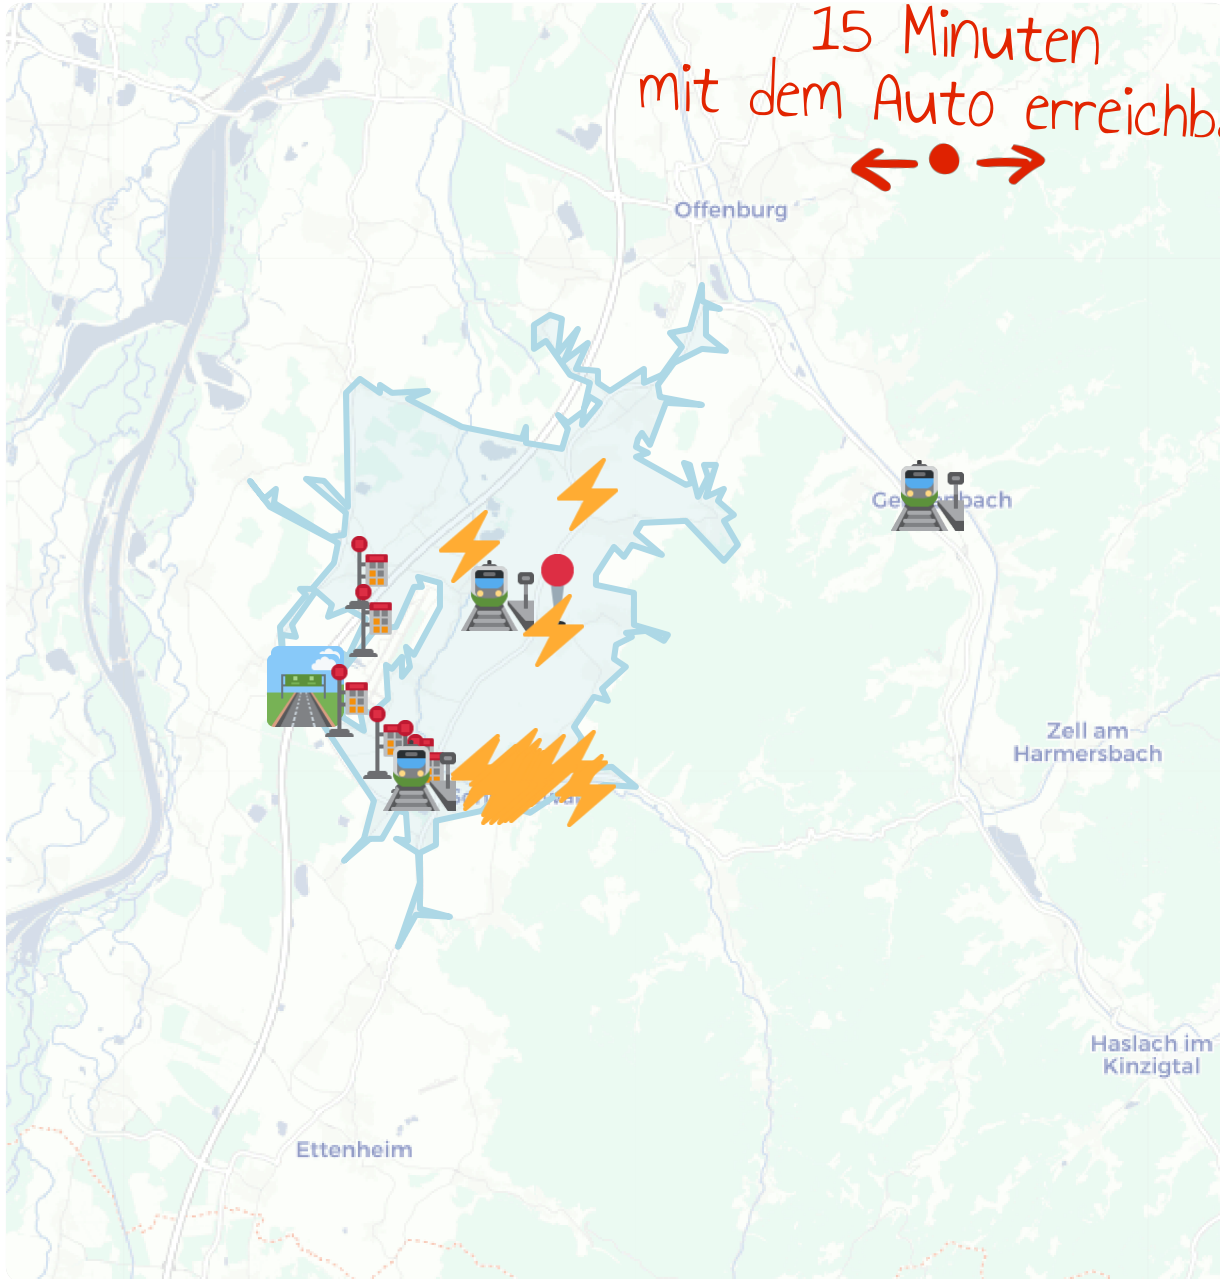 15 Minuten
mit dem Auto erreichb
Offenburg
Zell am
Harmersbach
Haslach im
Kinzigtal
Ettenheim